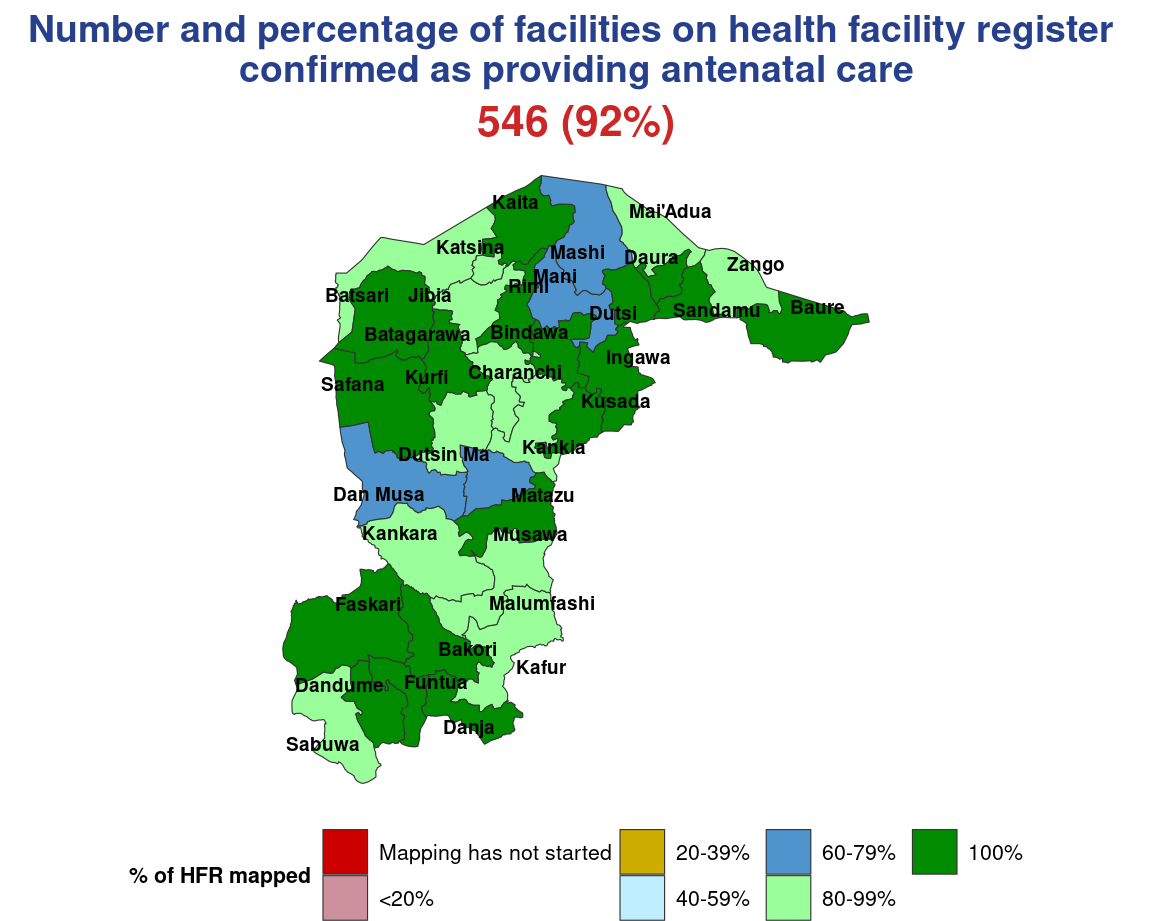 Number and percentage of facilities on health facility register
confirmed as providing antenatal care
546 (92%)
Kaita
Mai'Adua
Katsina
Mashi
Daura
Zango
Mani
Rimi
Batsari
Jibia
Dutsi
Sandamu
Baure
Batagarawa
Bindawa
Ingawa
Safana
Kurfi
Charanchi
Kusada
Dutsin Ma
Kankia
Dan Musa
Matazu
Kankara
Musawa
Faskari
Malumfashi
Bakori
Kafur
Dandume
Funtua
Danja
Sabuwa
% of HFR mapped
Mapping has not started
<20%
20-39%
40-59%
60-79%
80-99%
100%